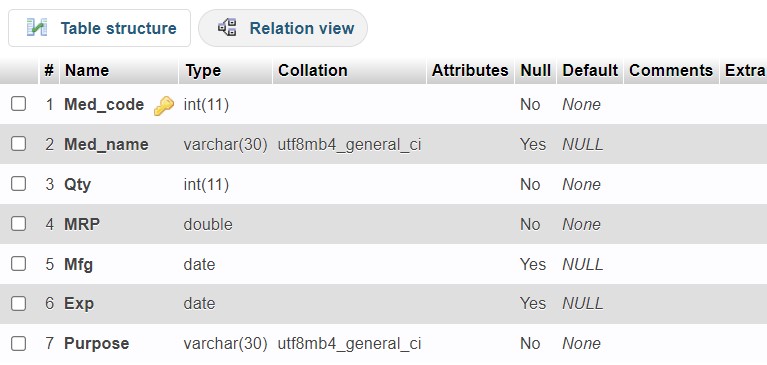 Table structure Relation view
# Name Type Collation Attributes Null Default Comments Extra
1 Med_code int(11) No None
2 Med_name varchar(30) utf8mb4_general_ci Yes NULL
3 Qty int(11) No None
4 MRP double No None
5 Mfg date Yes NULL
6 Exp date Yes NULL
7 Purpose varchar(30) utf8mb4_general_ci No None